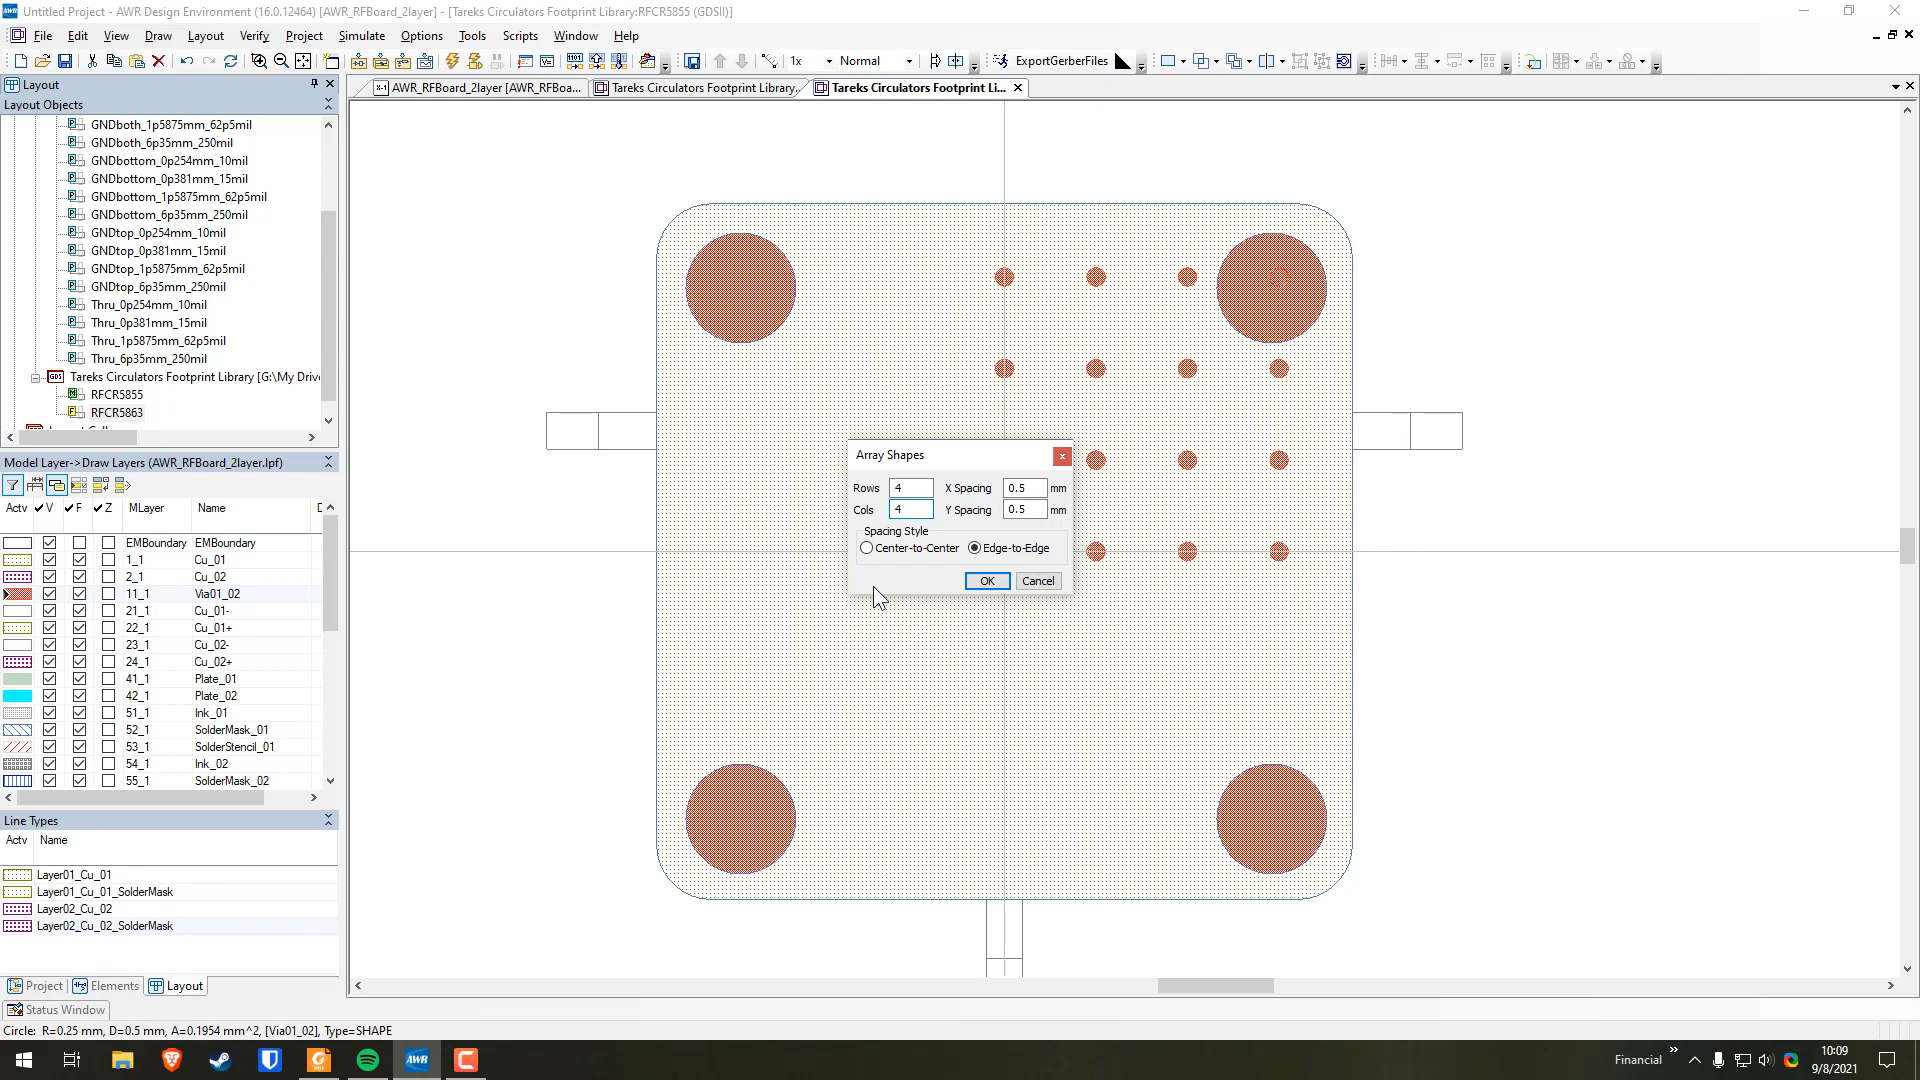 Untitled Project - AWR Design Environment (16.0.12464) [AWR_RFBoard_2layer] - [Tareks Circulators Footprint Library:RFCR5855 (GDSII)]
File Edit View Draw Layout Verify Project Simulate Options Tools Scripts Window Help
1x Normal ExportGerberFiles
Layout
Layout Objects
AWR_RFBoard_2layer [AWR_RFBoa...
Tareks Circulators Footprint Library...
Tareks Circulators Footprint Li...
GNDboth_1p5875mm_62p5mil
GNDboth_6p35mm_250mil
GNDbottom_0p254mm_10mil
GNDbottom_0p381mm_15mil
GNDbottom_1p5875mm_62p5mil
GNDbottom_6p35mm_250mil
GNDtop_0p254mm_10mil
GNDtop_0p381mm_15mil
GNDtop_1p5875mm_62p5mil
GNDtop_6p35mm_250mil
Thru_0p254mm_10mil
Thru_0p381mm_15mil
Thru_1p5875mm_62p5mil
Thru_6p35mm_250mil
Tareks Circulators Footprint Library [G:\My Driv
RFCR5855
RFCR5863
Model Layer->Draw Layers (AWR_RFBoard_2layer.lpf)
Actv V F Z MLayer Name
EMBoundary EMBoundary
1_1 Cu_01
2_1 Cu_02
11_1 Via01_02
21_1 Cu_01-
22_1 Cu_01+
23_1 Cu_02-
24_1 Cu_02+
41_1 Plate_01
42_1 Plate_02
51_1 Ink_01
52_1 SolderMask_01
53_1 SolderStencil_01
54_1 Ink_02
55_1 SolderMask_02
Line Types
Actv Name
Layer01_Cu_01
Layer01_Cu_01_SolderMask
Layer02_Cu_02
Layer02_Cu_02_SolderMask
Project Elements Layout
Status Window
Circle: R=0.25 mm, D=0.5 mm, A=0.1954 mm^2, [Via01_02], Type=SHAPE
Array Shapes
Rows 4 X Spacing 0.5 mm
Cols 4 Y Spacing 0.5 mm
Spacing Style
Center-to-Center Edge-to-Edge
OK Cancel
AWR
Financial
10:09
9/8/2021